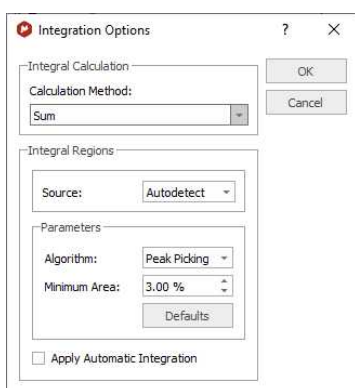 Integration Options
? X
Integral Calculation
OK
Calculation Method:
Cancel
Sum
Integral Regions
Source: Autodetect
Parameters
Algorithm: Peak Picking
Minimum Area: 3.00 %
Defaults
Apply Automatic Integration